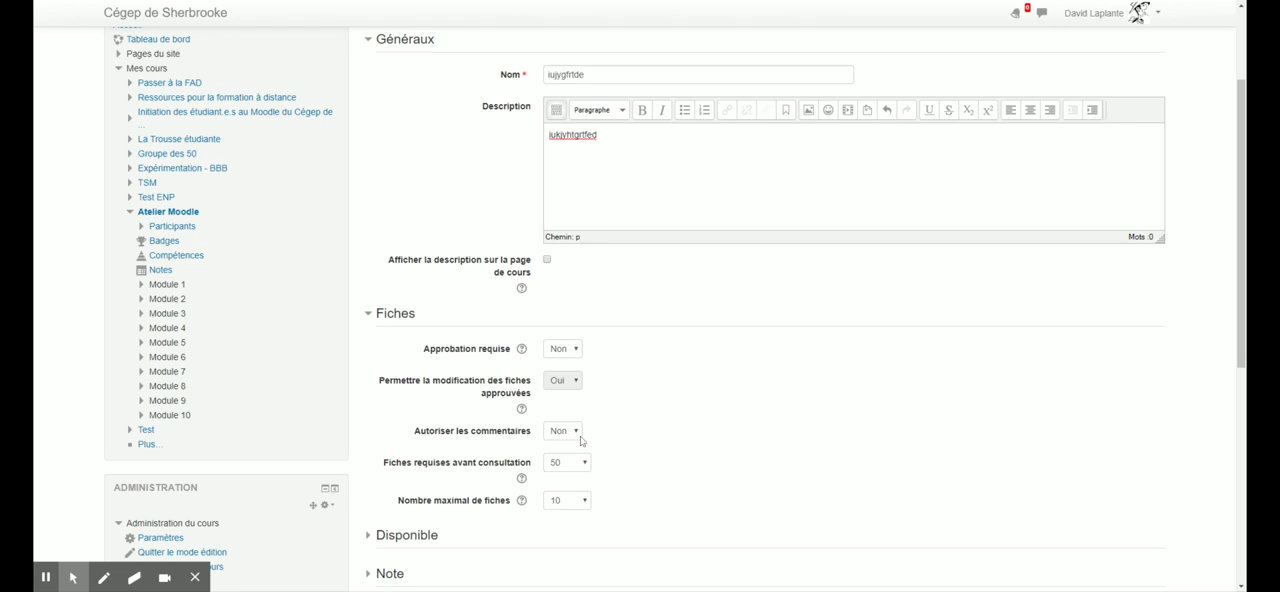 Cégep de Sherbrooke
6
David Laplante
Tableau de bord
Pages du site
Mes cours
Passer à la FAD
Ressources pour la formation à distance
Initiation des étudiant.e.s au Moodle du Cégep de
...
La Trousse étudiante
Groupe des 50
Expérimentation - BBB
TSM
Test ENP
Atelier Moodle
Participants
Badges
Compétences
Notes
Module 1
Module 2
Module 3
Module 4
Module 5
Module 6
Module 7
Module 8
Module 9
Module 10
Test
Plus...
ADMINISTRATION
Administration du cours
Paramètres
Quitter le mode édition
ours
Généraux
Nom *
iujygfrtde
Description
Paragraphe
iukjyhtgrtfed
Chemin: p
Mots :0
Afficher la description sur la page
de cours
Fiches
Approbation requise
Non
Permettre la modification des fiches
approuvées
Oui
Autoriser les commentaires
Non
Fiches requises avant consultation
50
Nombre maximal de fiches
10
Disponible
Note